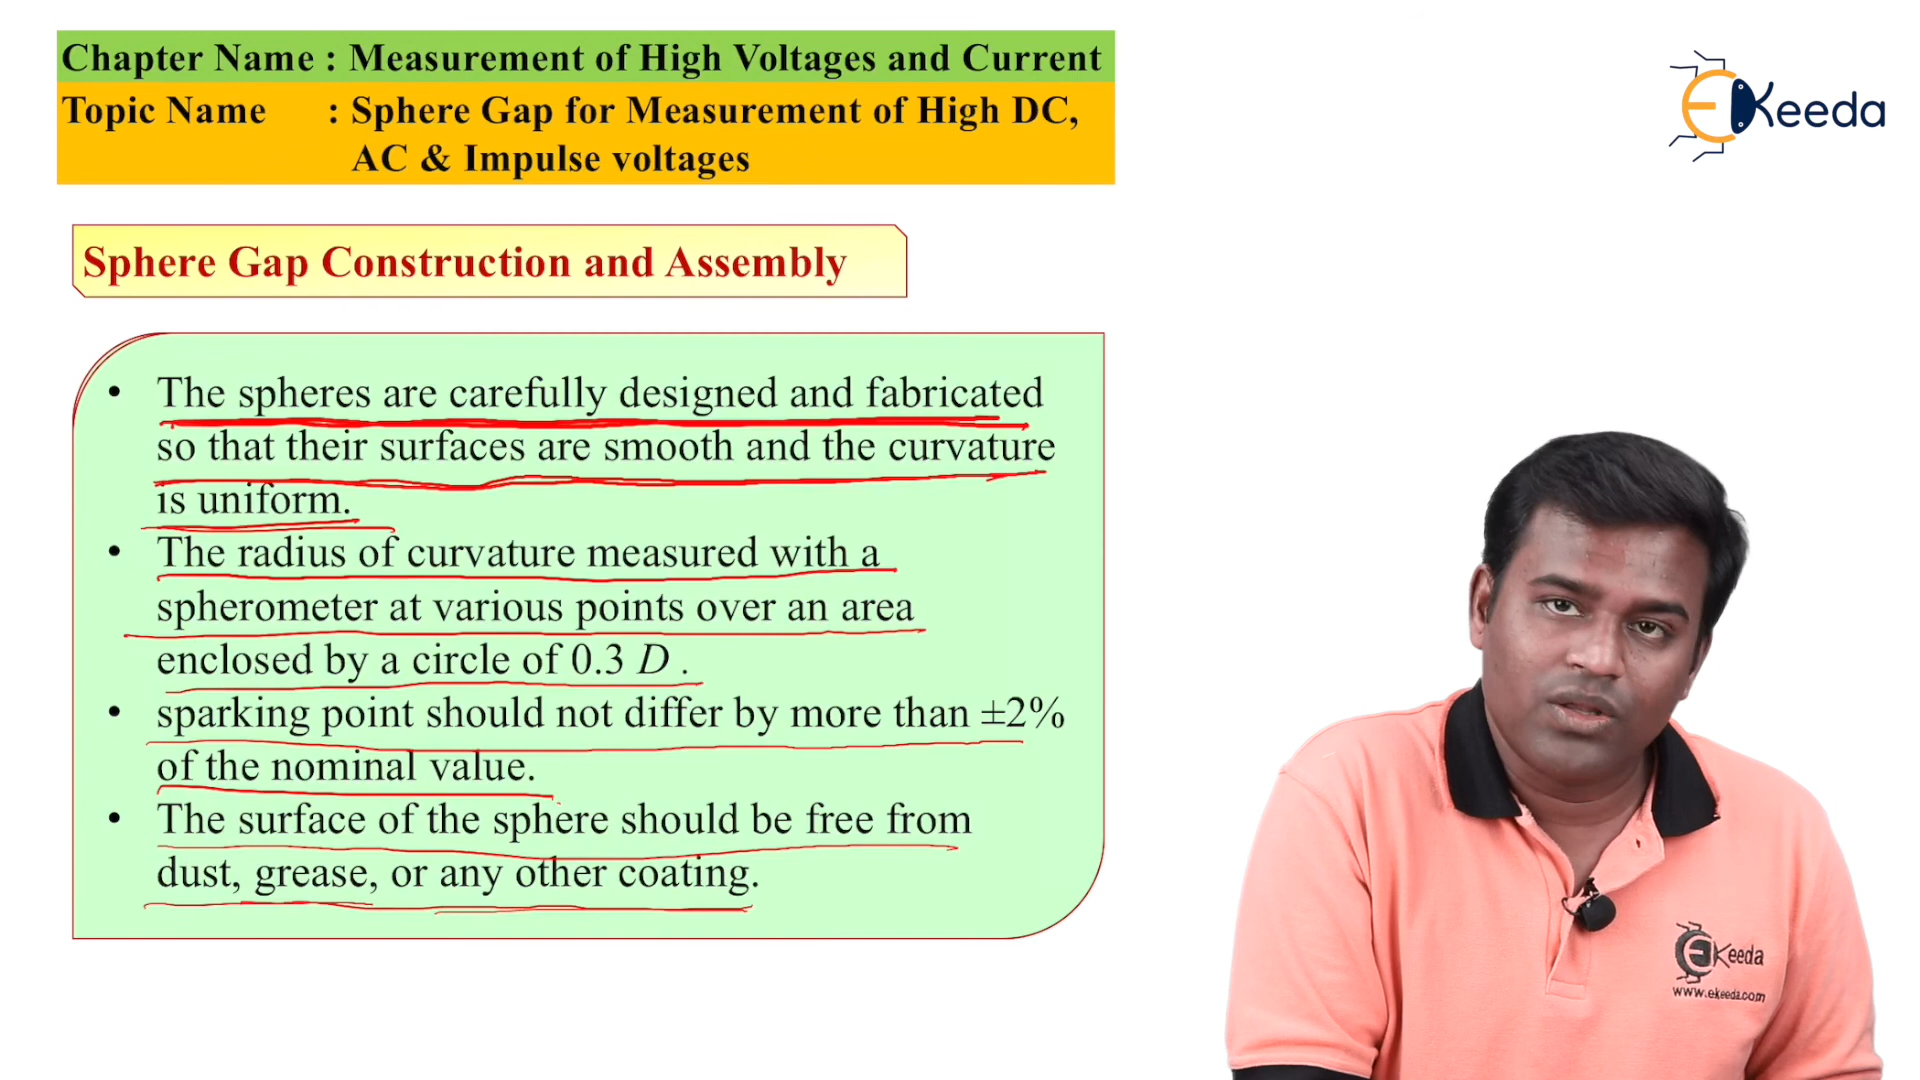 Chapter Name : Measurement of High Voltages and Current
Topic Name : Sphere Gap for Measurement of High DC,
AC & Impulse voltages
EKeeda
Sphere Gap Construction and Assembly
• The spheres are carefully designed and fabricated
so that their surfaces are smooth and the curvature
is uniform.
• The radius of curvature measured with a
spherometer at various points over an area
enclosed by a circle of 0.3 D .
• sparking point should not differ by more than ±2%
of the nominal value.
• The surface of the sphere should be free from
dust, grease, or any other coating.
EKeeda
www.ekeeda.com